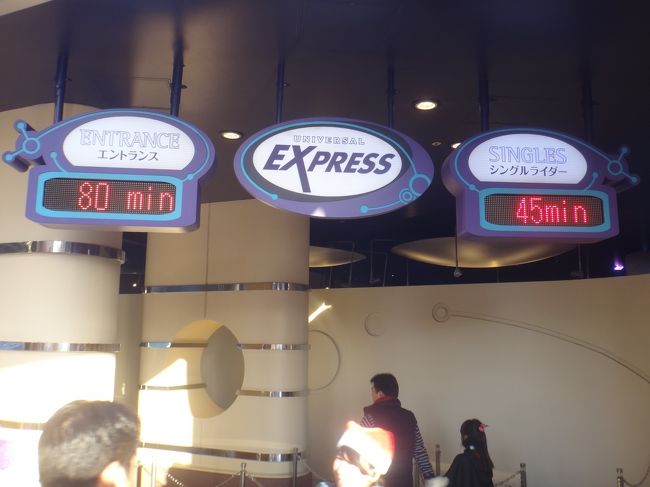 ENTRANCE
エントランス
80 min
UNIVERSAL
EXPRESS
SINGLES
シングルライダー
45min